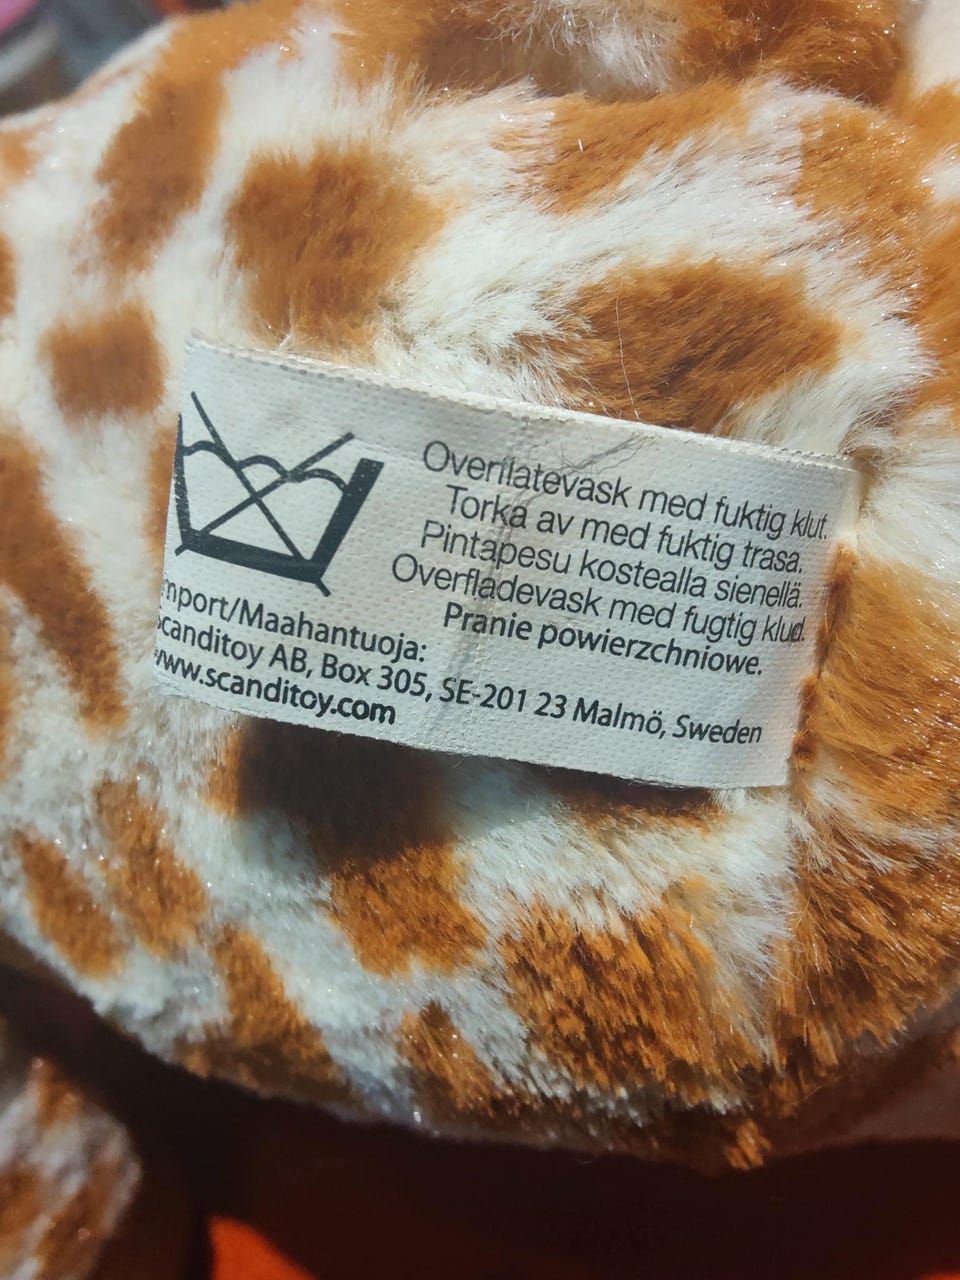 Overflatevask med fuktig klut.
Torka av med fuktig trasa.
Pintapesu kostealla sienellä.
Overfladevask med fugtig klud.
Pranie powierzchniowe.
mport/Maahantuoja:
Scanditoy AB, Box 305, SE-201 23 Malmö, Sweden
www.scanditoy.com